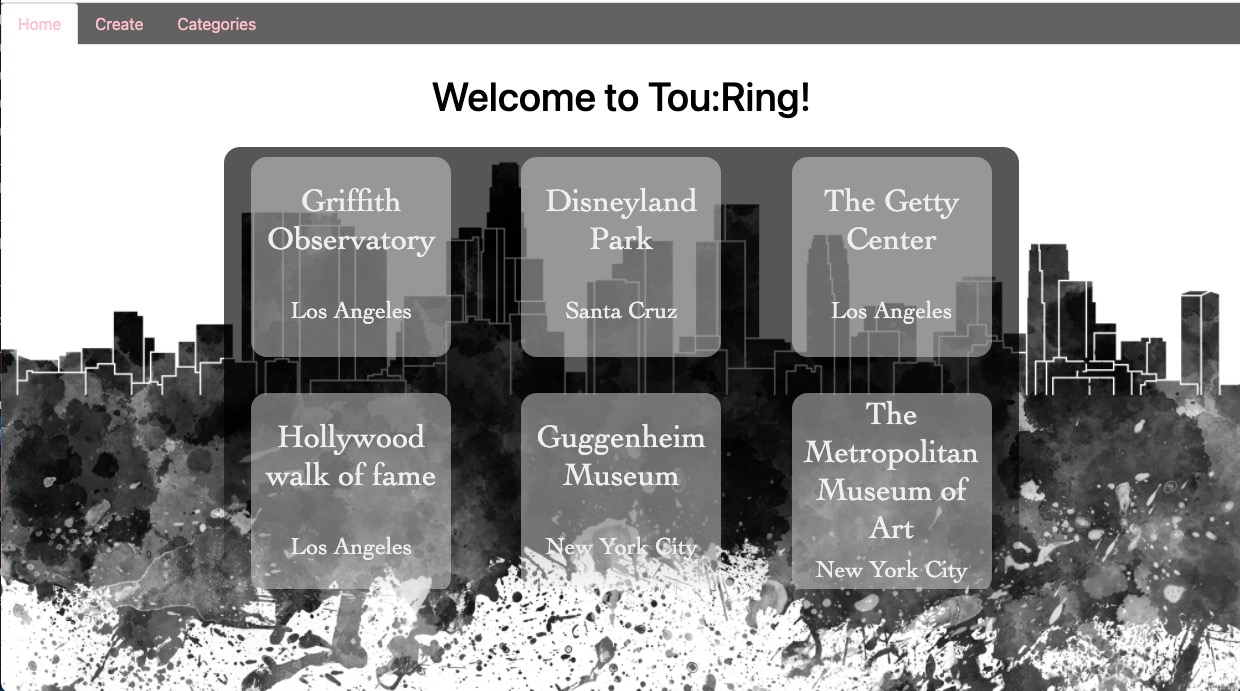 Home Create Categories
Welcome to Tou:Ring!
Griffith
Observatory
Los Angeles
Disneyland
Park
Santa Cruz
The Getty
Center
Los Angeles
Hollywood
walk of fame
Los Angeles
Guggenheim
Museum
New York City
The
Metropolitan
Museum of
Art
New York City